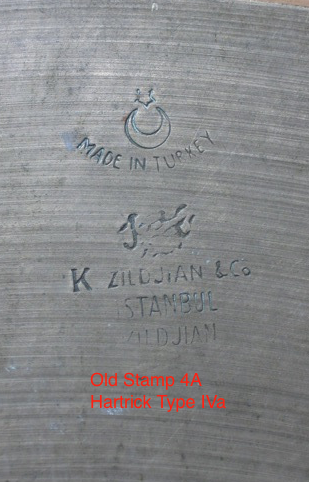 MADE IN TURKEY
K ZILDJIAN & Co
ISTANBUL
ZILDJIAN
Old Stamp 4A
Hartrick Type IVa